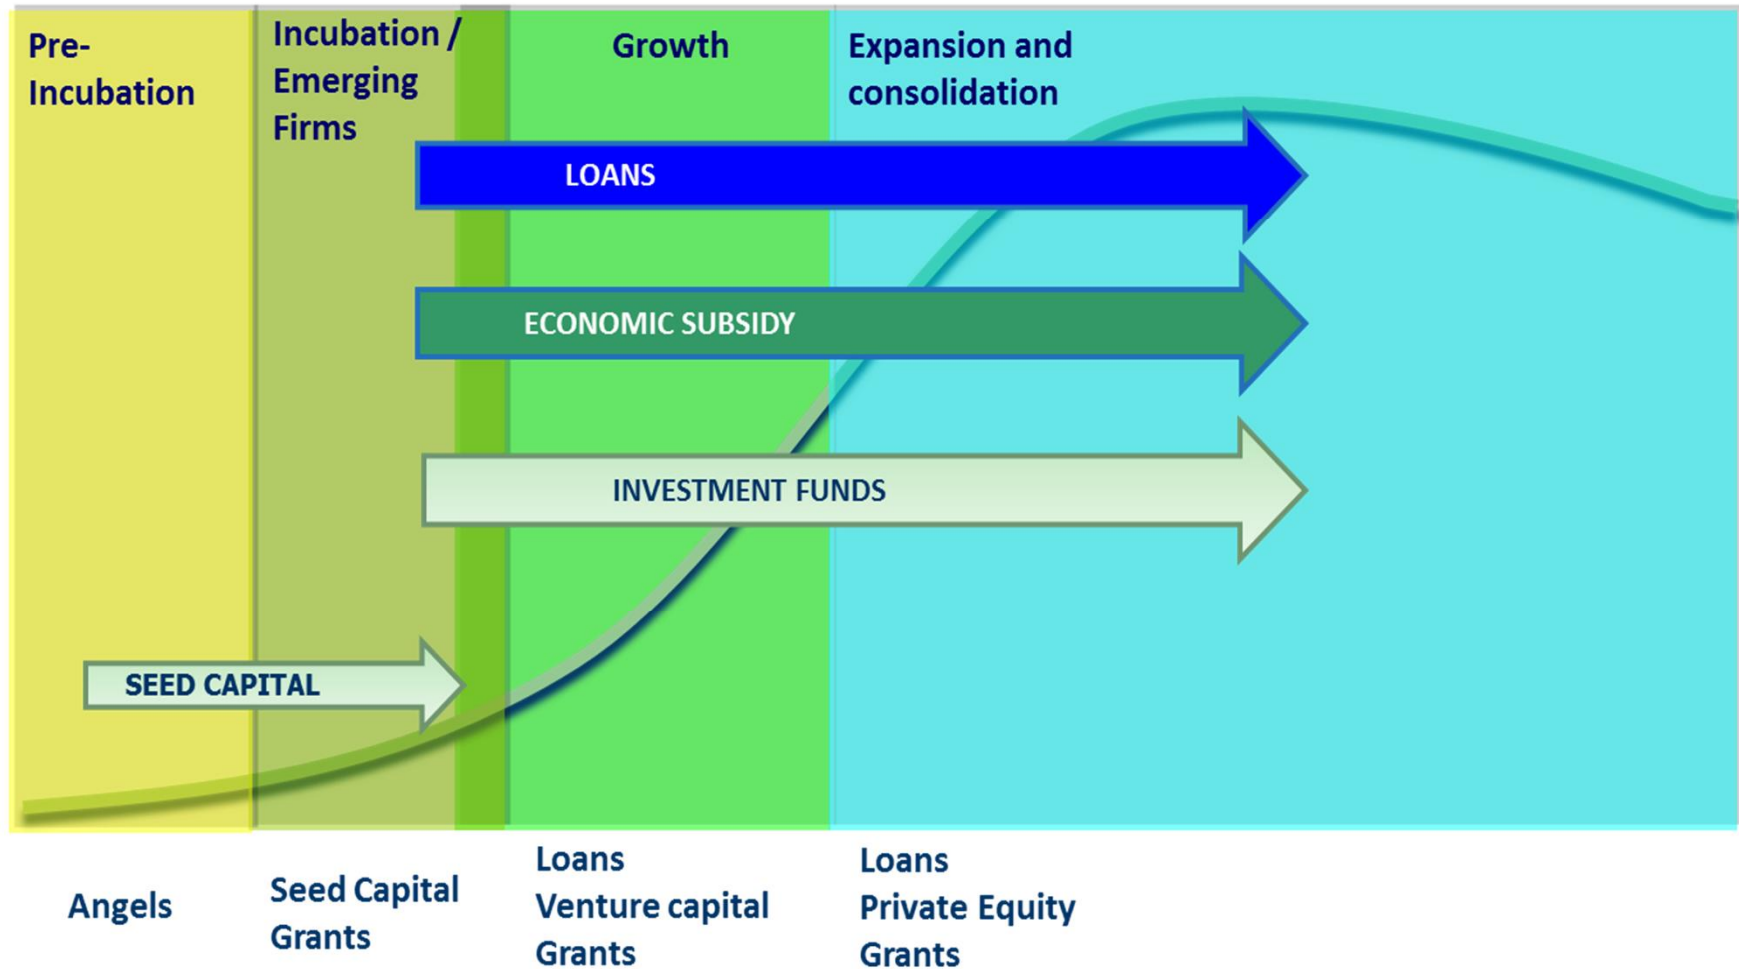 Pre-
Incubation
Incubation /
Emerging
Firms
Growth
Expansion and
consolidation
LOANS
ECONOMIC SUBSIDY
INVESTMENT FUNDS
SEED CAPITAL
Angels
Seed Capital
Grants
Loans
Venture capital
Grants
Loans
Private Equity
Grants